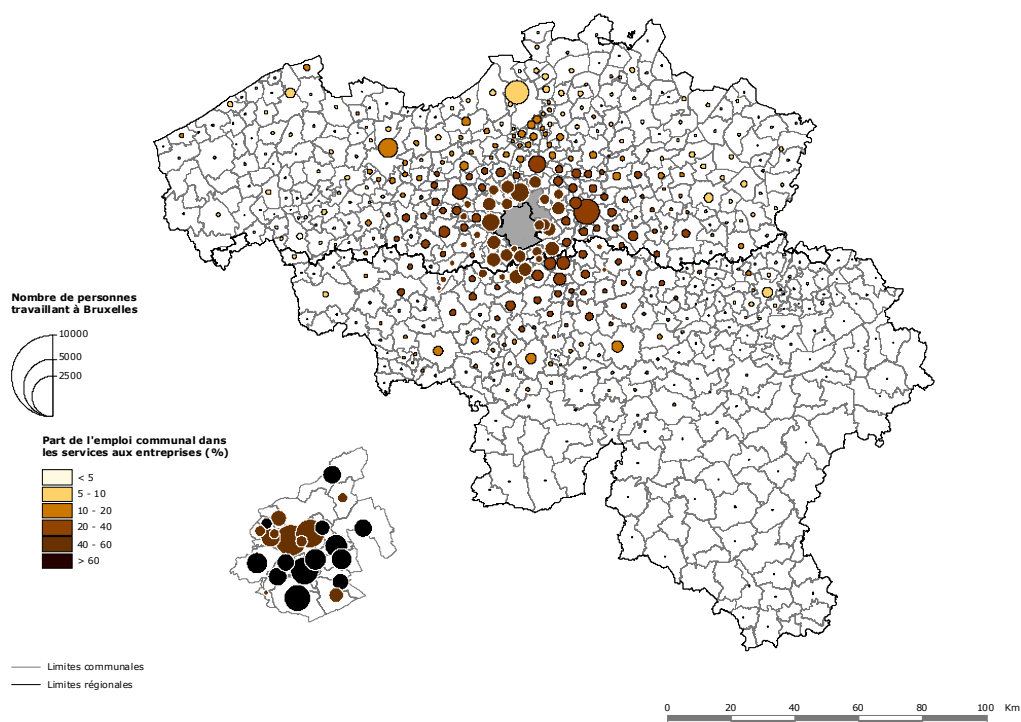 Nombre de personnes
travaillant à Bruxelles
10000
5000
2500
Part de l'emploi communal dans
les services aux entreprises (%)
< 5
5 - 10
10 - 20
20 - 40
40 - 60
> 60
Limites communales
Limites régionales
0 20 40 60 80 100 Km